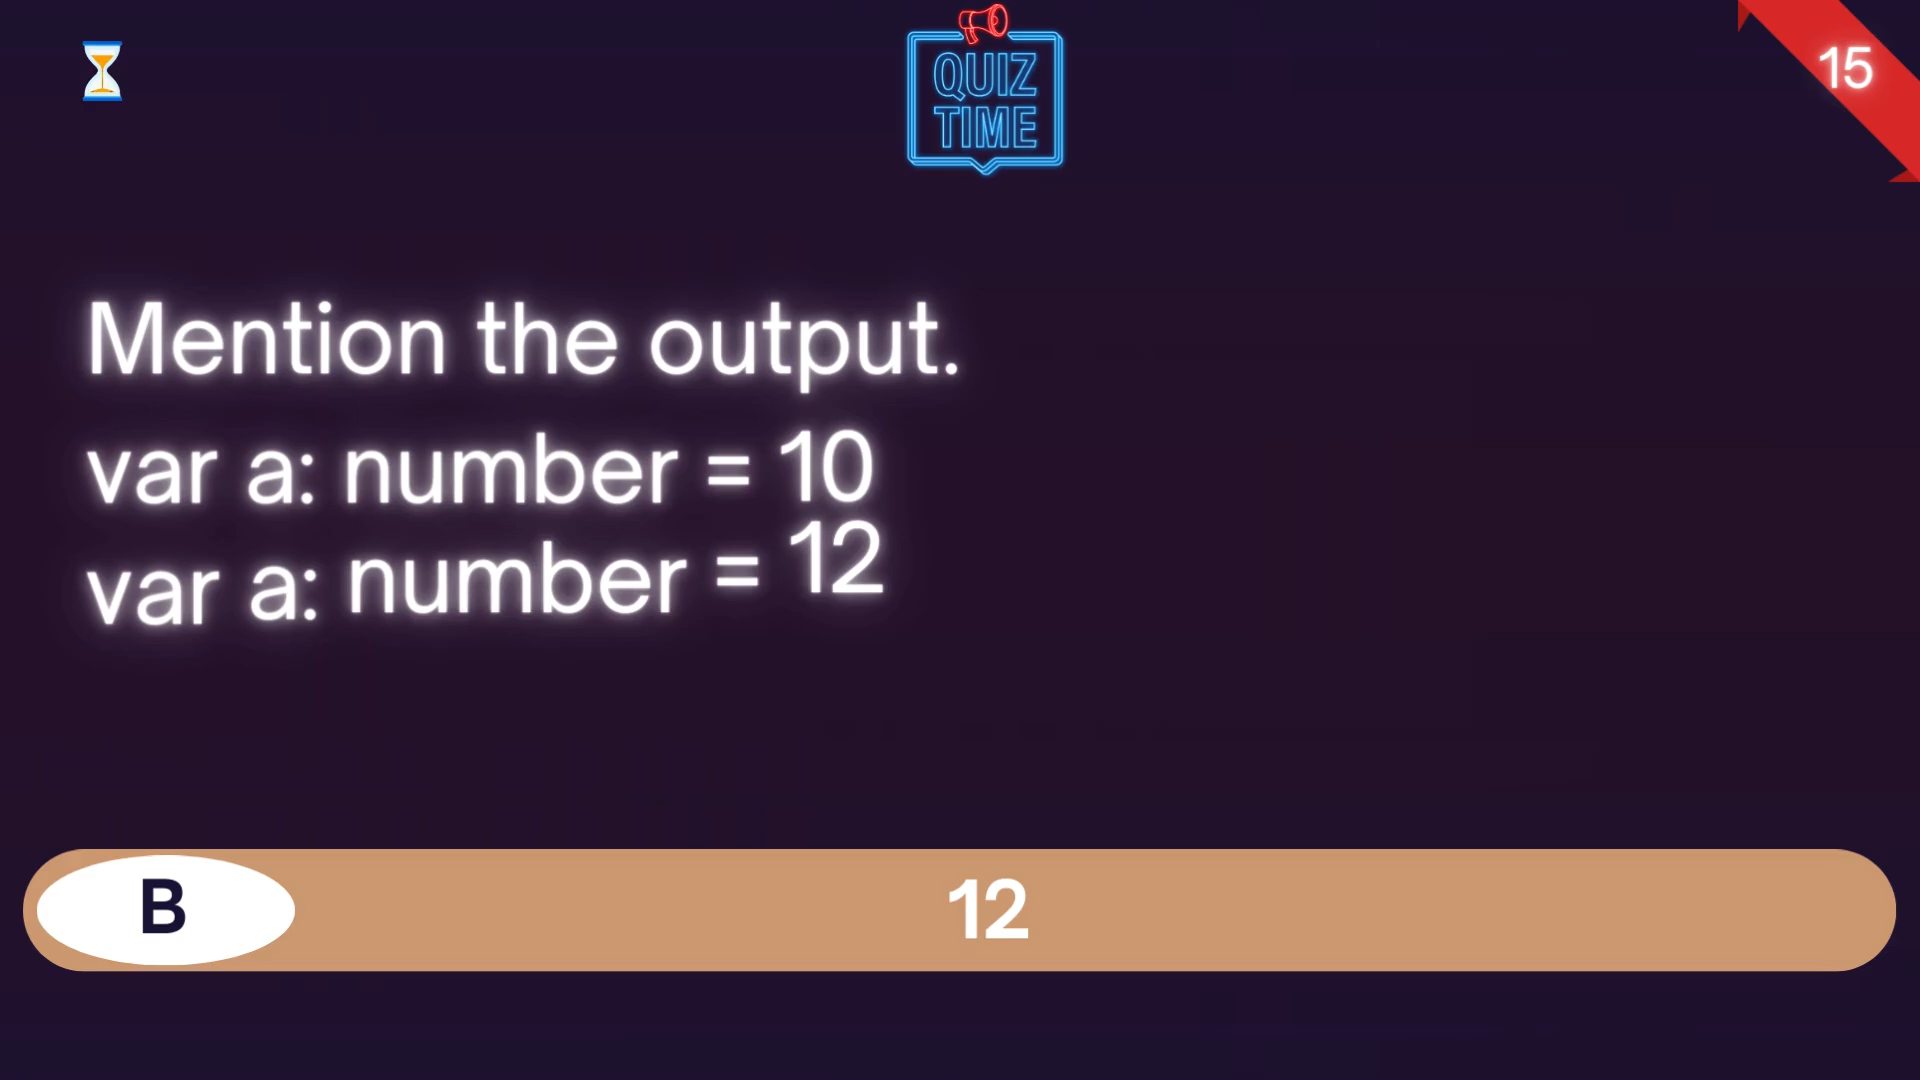 QUIZ
TIME
15
Mention the output.
var a: number = 10
var a: number = 12
B
12